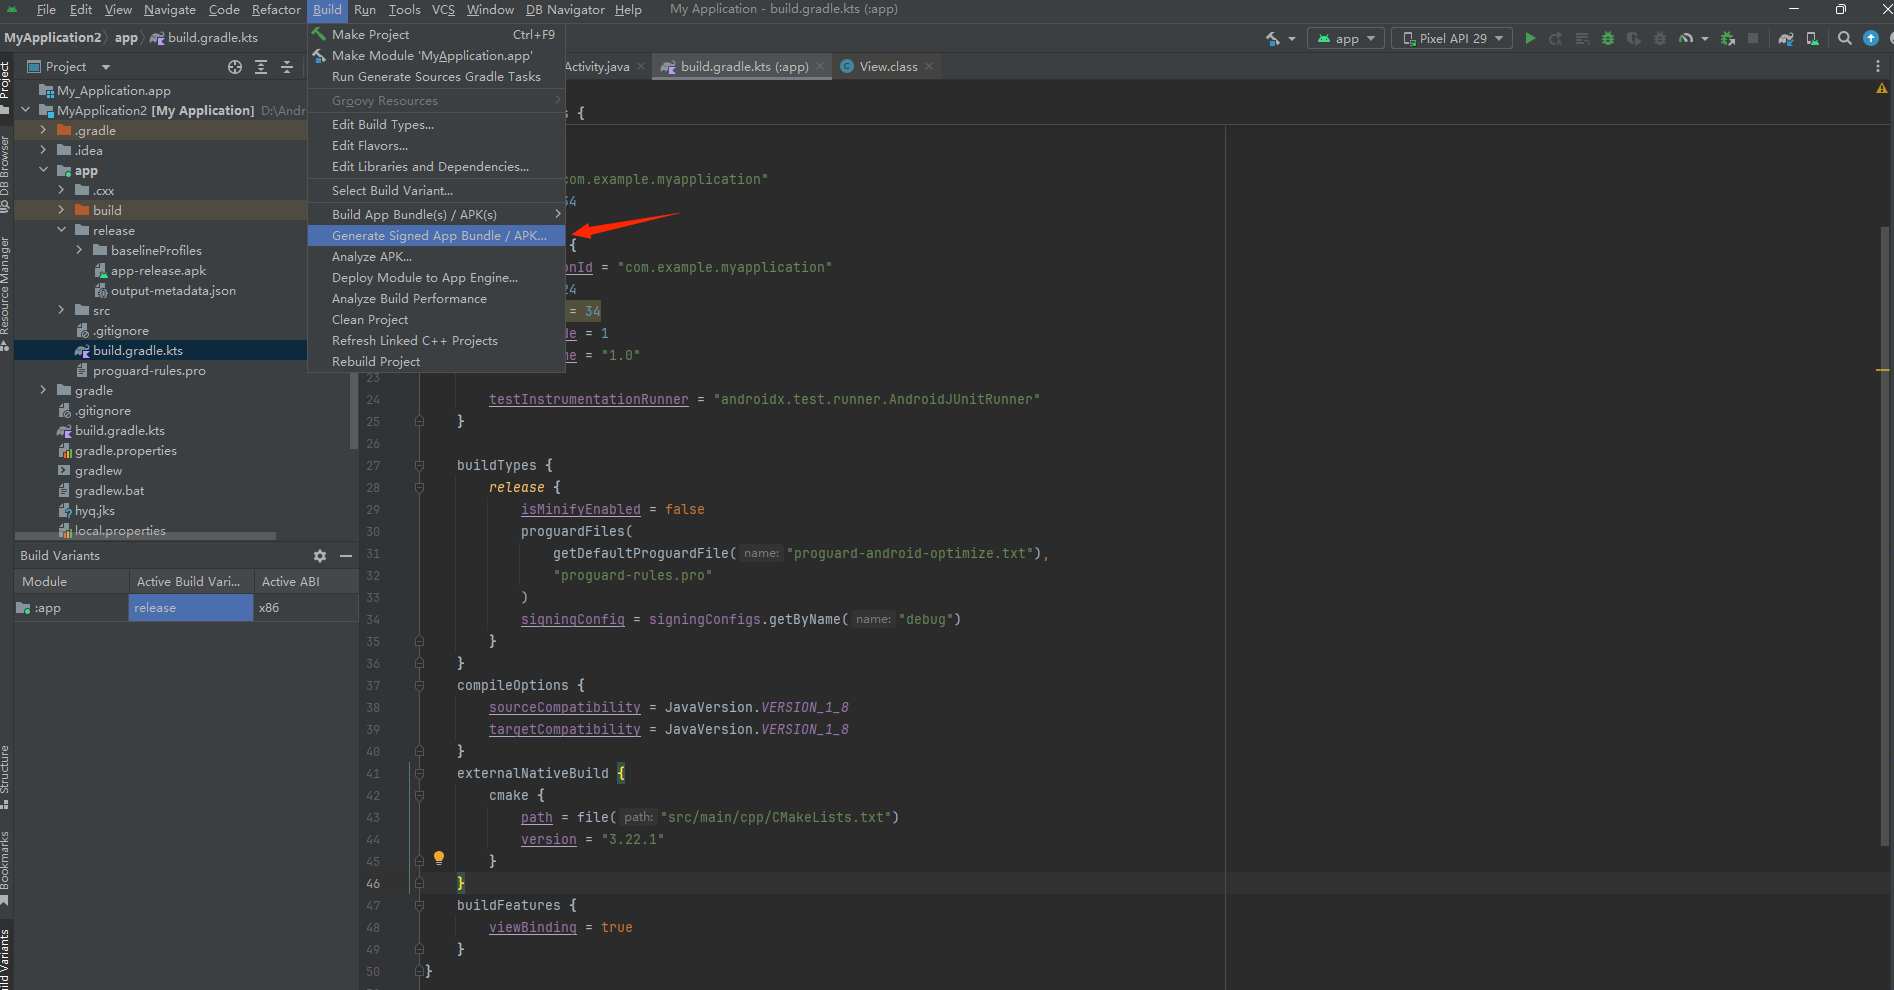 File Edit View Navigate Code Refactor Build Run Tools VCS Window DB Navigator Help My Application - build.gradle.kts (:app)
MyApplication2 app build.gradle.kts
app Pixel API 29
Project
DB Browser
Resource Manager
Structure
Bookmarks
Build Variants
Project
My_Application.app
MyApplication2 [My Application] D:\Andr
.gradle
.idea
app
.cxx
build
release
baselineProfiles
app-release.apk
output-metadata.json
src
.gitignore
build.gradle.kts
proguard-rules.pro
gradle
.gitignore
build.gradle.kts
gradle.properties
gradlew
gradlew.bat
hyq.jks
local.properties
Build Variants
Module Active Build Vari... Active ABI
:app release x86
Make Project Ctrl+F9
Make Module 'MyApplication.app'
Run Generate Sources Gradle Tasks
Groovy Resources
Edit Build Types...
Edit Flavors...
Edit Libraries and Dependencies...
Select Build Variant...
Build App Bundle(s) / APK(s)
Generate Signed App Bundle / APK...
Analyze APK...
Deploy Module to App Engine...
Analyze Build Performance
Clean Project
Refresh Linked C++ Projects
Rebuild Project
Activity.java build.gradle.kts (:app) View.class
s {
com.example.myapplication"
34
{
onId = "com.example.myapplication"
24
= 34
de = 1
me = "1.0"
23
24 testInstrumentationRunner = "androidx.test.runner.AndroidJUnitRunner"
25 }
26
27 buildTypes {
28 release {
29 isMinifyEnabled = false
30 proguardFiles(
31 getDefaultProguardFile( name: "proguard-android-optimize.txt"),
32 "proguard-rules.pro"
33 )
34 signingConfig = signingConfigs.getByName( name: "debug")
35 }
36 }
37 compileOptions {
38 sourceCompatibility = JavaVersion.VERSION_1_8
39 targetCompatibility = JavaVersion.VERSION_1_8
40 }
41 externalNativeBuild {
42 cmake {
43 path = file( path: "src/main/cpp/CMakeLists.txt")
44 version = "3.22.1"
45 }
46 }
47 buildFeatures {
48 viewBinding = true
49 }
50 }